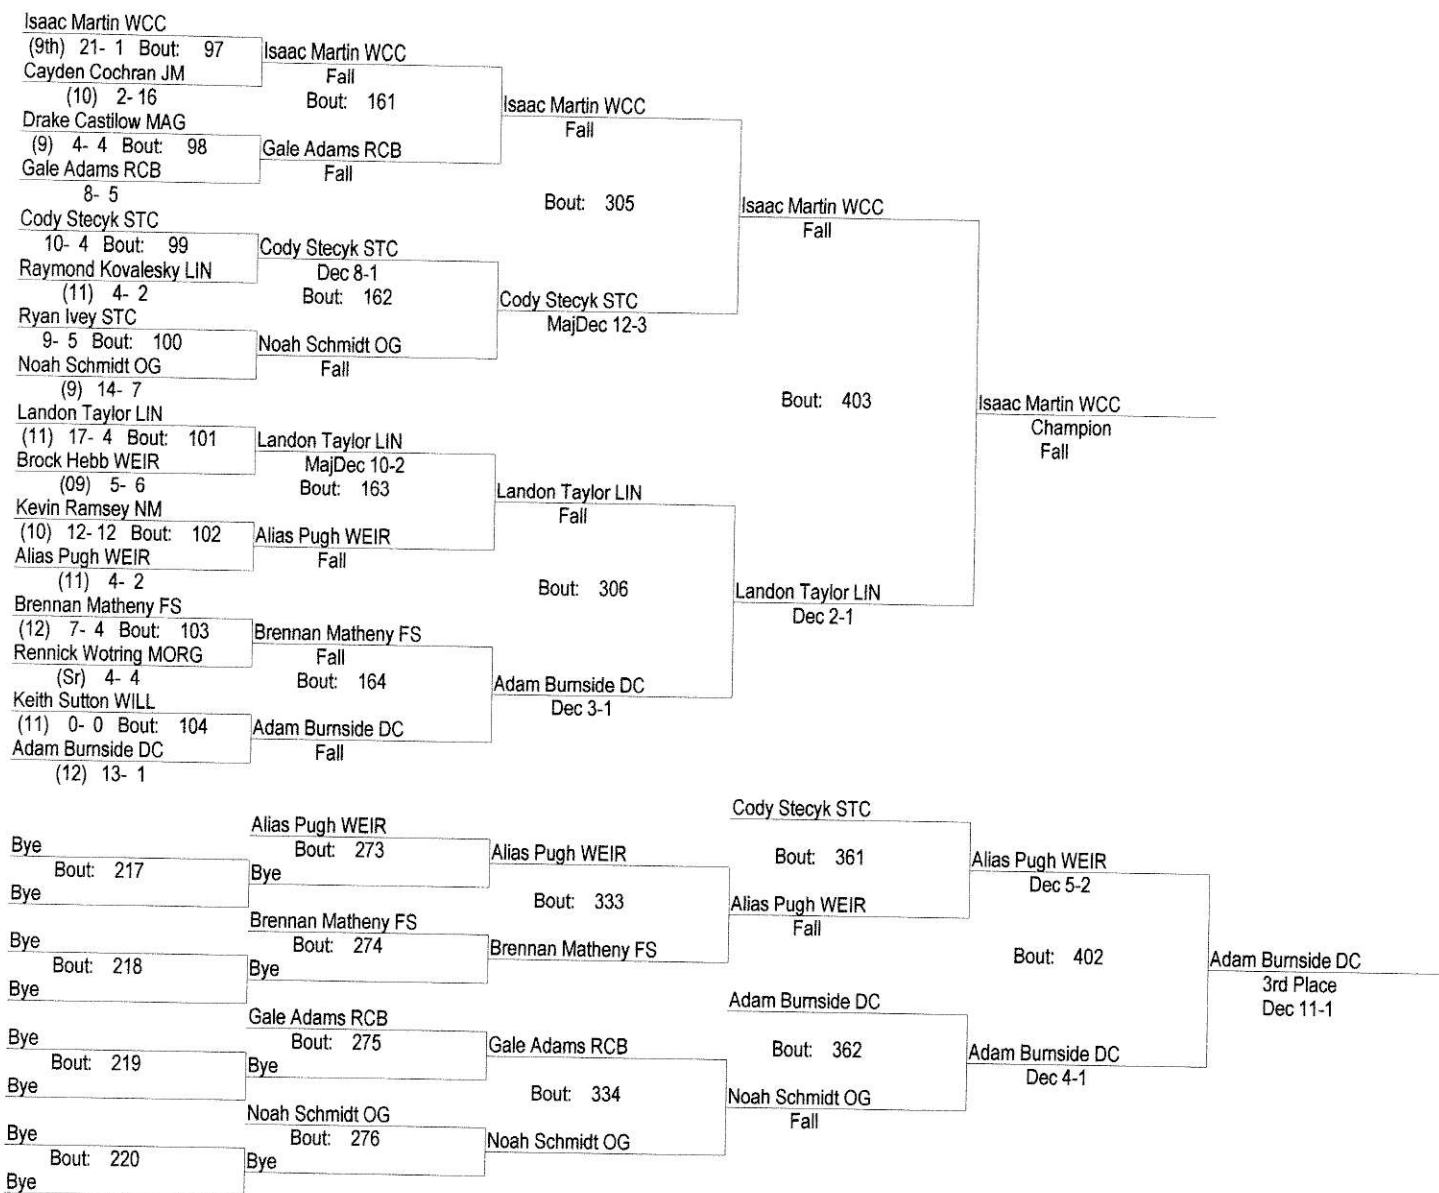 Isaac Martin WCC
(9th) 21- 1 Bout: 97
Cayden Cochran JM
(10) 2- 16
Drake Castilow MAG
(9) 4- 4 Bout: 98
Gale Adams RCB
8- 5
Cody Stecyk STC
10- 4 Bout: 99
Raymond Kovalesky LIN
(11) 4- 2
Ryan Ivey STC
9- 5 Bout: 100
Noah Schmidt OG
(9) 14- 7
Landon Taylor LIN
(11) 17- 4 Bout: 101
Brock Hebb WEIR
(09) 5- 6
Kevin Ramsey NM
(10) 12- 12 Bout: 102
Alias Pugh WEIR
(11) 4- 2
Brennan Matheny FS
(12) 7- 4 Bout: 103
Rennick Wotring MORG
(Sr) 4- 4
Keith Sutton WILL
(11) 0- 0 Bout: 104
Adam Burnside DC
(12) 13- 1
Isaac Martin WCC
Fall
Bout: 161
Gale Adams RCB
Fall
Cody Stecyk STC
Dec 8-1
Bout: 162
Noah Schmidt OG
Fall
Landon Taylor LIN
MajDec 10-2
Bout: 163
Alias Pugh WEIR
Fall
Brennan Matheny FS
Fall
Bout: 164
Adam Burnside DC
Fall
Isaac Martin WCC
Fall
Bout: 305
Cody Stecyk STC
MajDec 12-3
Landon Taylor LIN
Fall
Bout: 306
Adam Burnside DC
Dec 3-1
Isaac Martin WCC
Fall
Bout: 403
Landon Taylor LIN
Dec 2-1
Isaac Martin WCC
Champion
Fall
Bye
Bout: 217
Bye
Bye
Bout: 218
Bye
Bye
Bout: 219
Bye
Bye
Bout: 220
Bye
Alias Pugh WEIR
Bout: 273
Bye
Brennan Matheny FS
Bout: 274
Bye
Gale Adams RCB
Bout: 275
Bye
Noah Schmidt OG
Bout: 276
Bye
Alias Pugh WEIR
Bout: 333
Brennan Matheny FS
Gale Adams RCB
Bout: 334
Noah Schmidt OG
Cody Stecyk STC
Bout: 361
Alias Pugh WEIR
Fall
Adam Burnside DC
Bout: 362
Noah Schmidt OG
Fall
Alias Pugh WEIR
Dec 5-2
Bout: 402
Adam Burnside DC
Dec 4-1
Adam Burnside DC
3rd Place
Dec 11-1